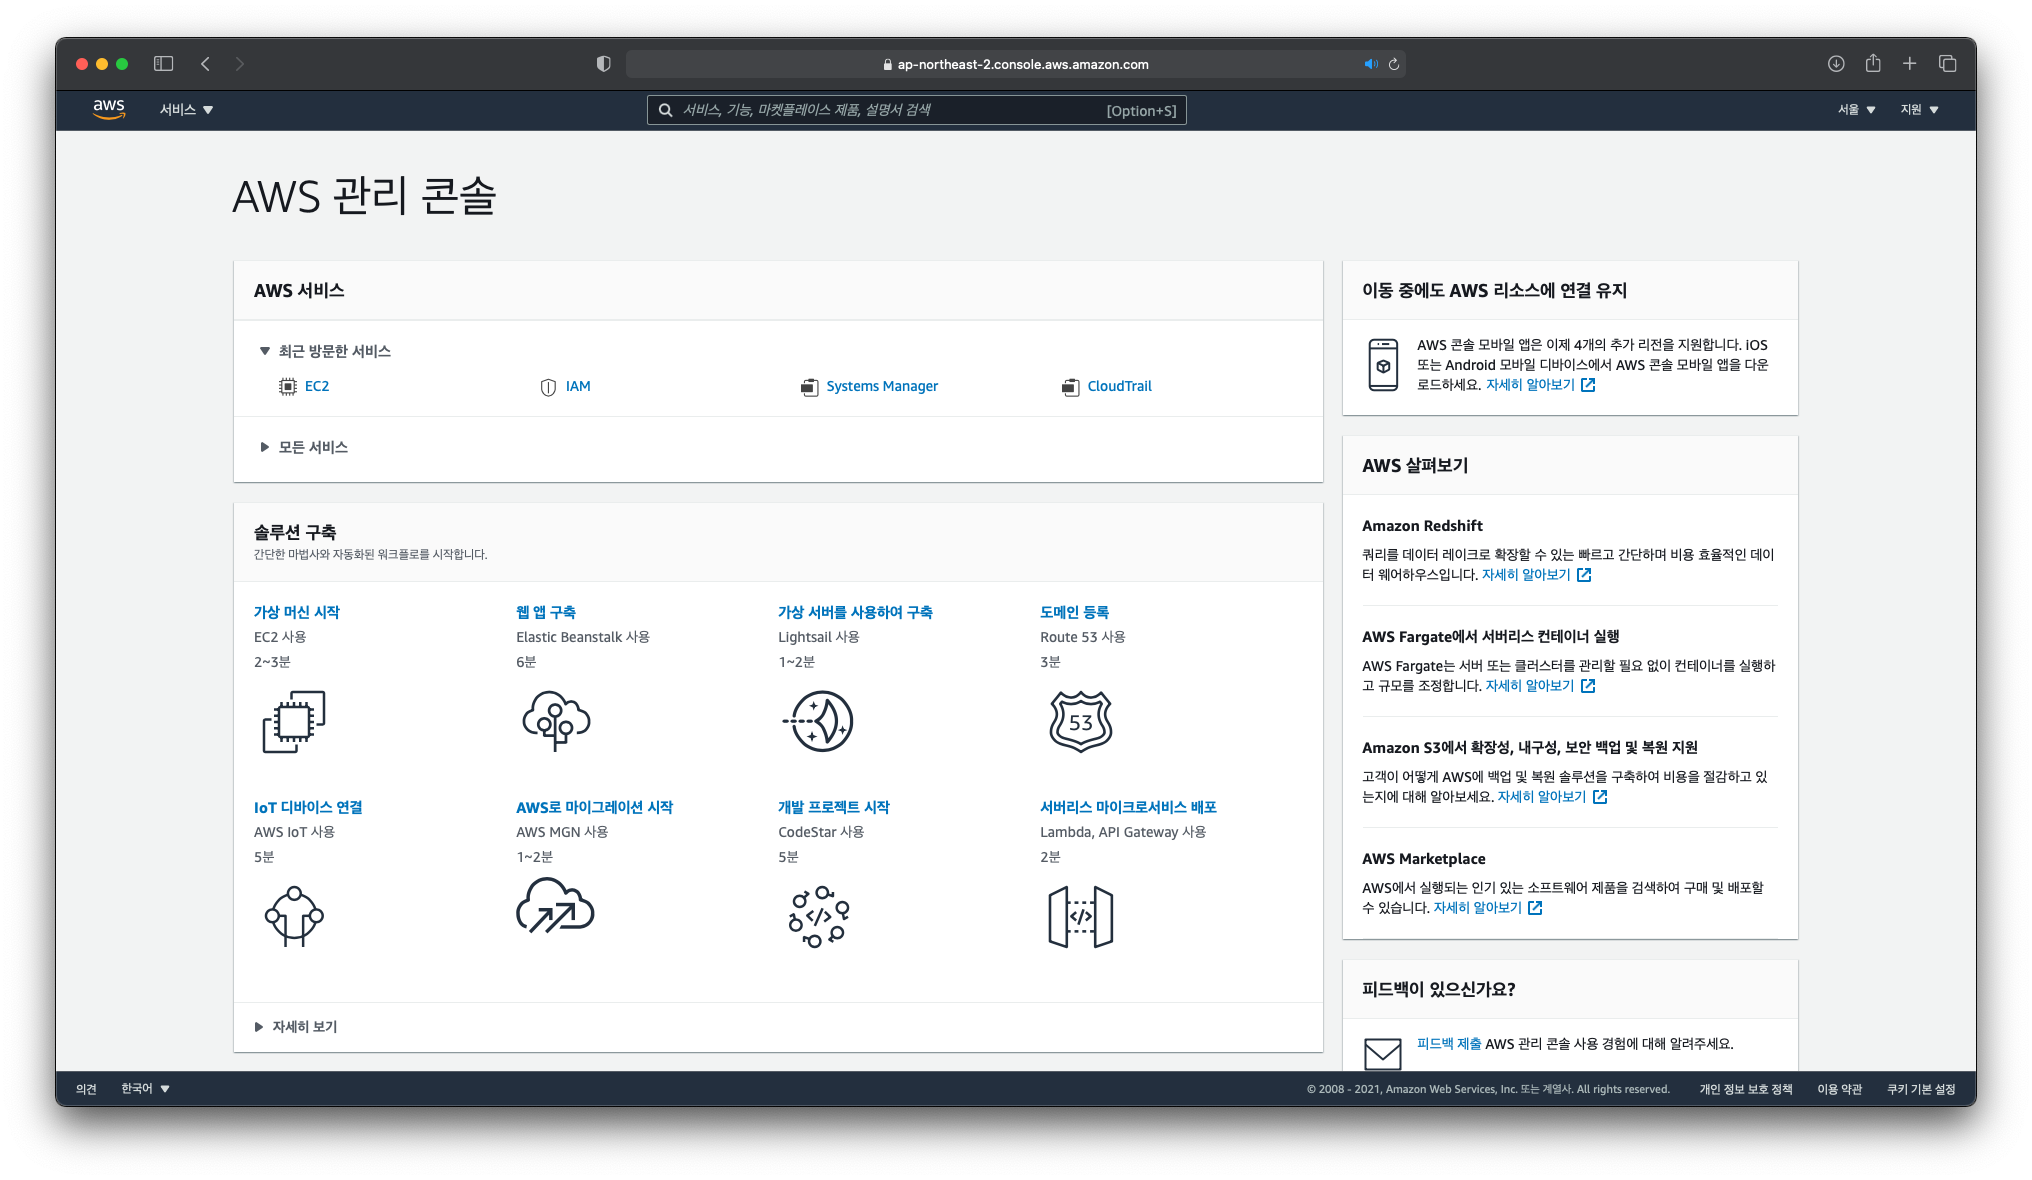 ap-northeast-2.console.aws.amazon.com
aws
서비스
서비스, 기능, 마켓플레이스 제품, 설명서 검색
[Option+S]
서울
지원
AWS 관리 콘솔
AWS 서비스
최근 방문한 서비스
EC2
IAM
Systems Manager
CloudTrail
모든 서비스
솔루션 구축
간단한 마법사와 자동화된 워크플로를 시작합니다.
가상 머신 시작
EC2 사용
2~3분
웹 앱 구축
Elastic Beanstalk 사용
6분
가상 서버를 사용하여 구축
Lightsail 사용
1~2분
도메인 등록
Route 53 사용
3분
53
IoT 디바이스 연결
AWS IoT 사용
5분
AWS로 마이그레이션 시작
AWS MGN 사용
1~2분
개발 프로젝트 시작
CodeStar 사용
5분
</>
서버리스 마이크로서비스 배포
Lambda, API Gateway 사용
2분
</>
자세히 보기
이동 중에도 AWS 리소스에 연결 유지
AWS 콘솔 모바일 앱은 이제 4개의 추가 리전을 지원합니다. iOS
또는 Android 모바일 디바이스에서 AWS 콘솔 모바일 앱을 다운
로드하세요. 자세히 알아보기
AWS 살펴보기
Amazon Redshift
쿼리를 데이터 레이크로 확장할 수 있는 빠르고 간단하며 비용 효율적인 데이
터 웨어하우스입니다. 자세히 알아보기
AWS Fargate에서 서버리스 컨테이너 실행
AWS Fargate는 서버 또는 클러스터를 관리할 필요 없이 컨테이너를 실행하
고 규모를 조정합니다. 자세히 알아보기
Amazon S3에서 확장성, 내구성, 보안 백업 및 복원 지원
고객이 어떻게 AWS에 백업 및 복원 솔루션을 구축하여 비용을 절감하고 있
는지에 대해 알아보세요. 자세히 알아보기
AWS Marketplace
AWS에서 실행되는 인기 있는 소프트웨어 제품을 검색하여 구매 및 배포할
수 있습니다. 자세히 알아보기
피드백이 있으신가요?
피드백 제출 AWS 관리 콘솔 사용 경험에 대해 알려주세요.
의견
한국어
© 2008 - 2021, Amazon Web Services, Inc. 또는 계열사. All rights reserved.
개인 정보 보호 정책
이용 약관
쿠키 기본 설정